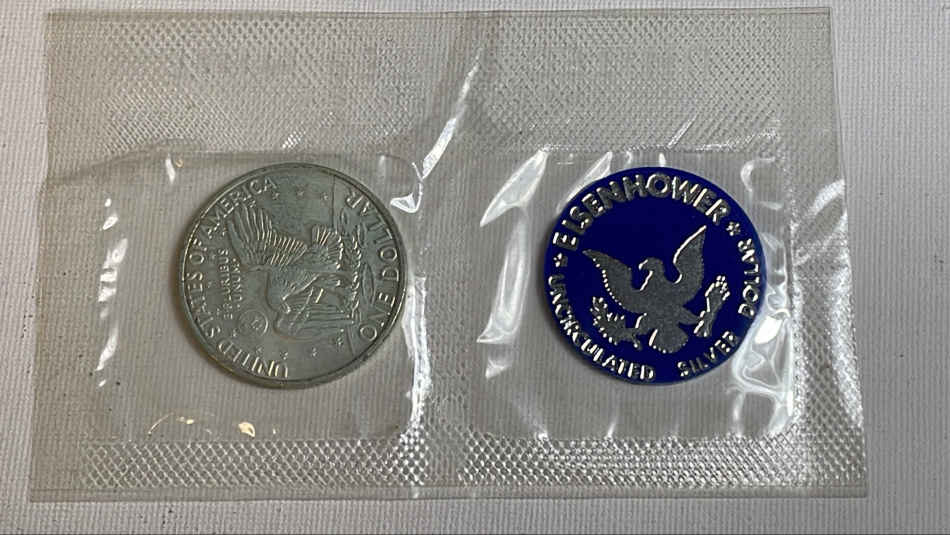 UNITED STATES OF AMERICA
E PLURIBUS
UNUM
ONE DOLLAR
EISENHOWER
UNCIRCULATED SILVER DOLLAR